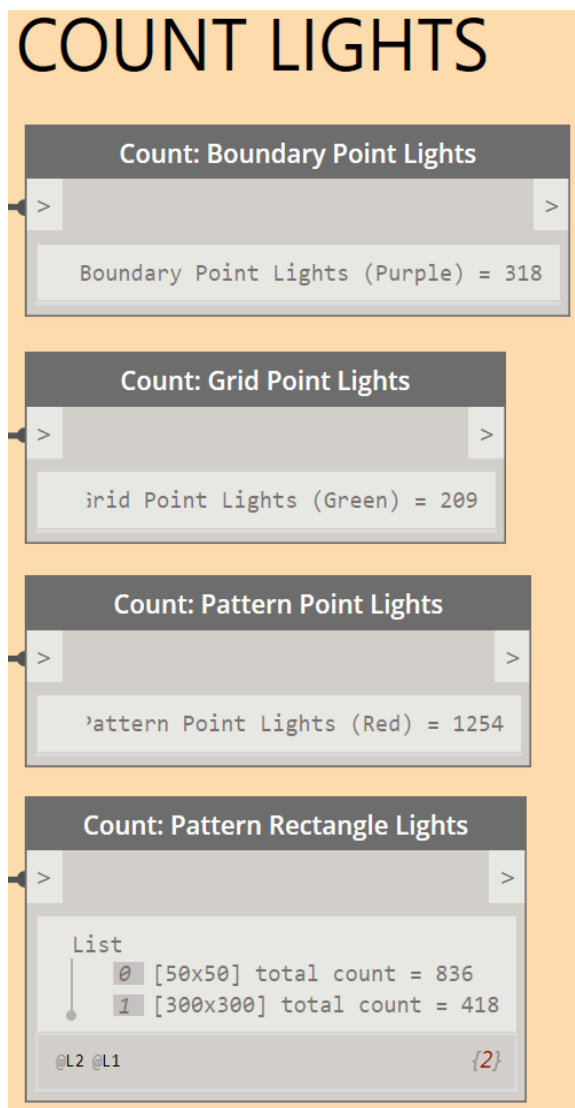 COUNT LIGHTS
Count: Boundary Point Lights
> >
Boundary Point Lights (Purple) = 318
Count: Grid Point Lights
> >
Grid Point Lights (Green) = 209
Count: Pattern Point Lights
> >
Pattern Point Lights (Red) = 1254
Count: Pattern Rectangle Lights
> >
List
0 [50x50] total count = 836
1 [300x300] total count = 418
@L2 @L1 {2}